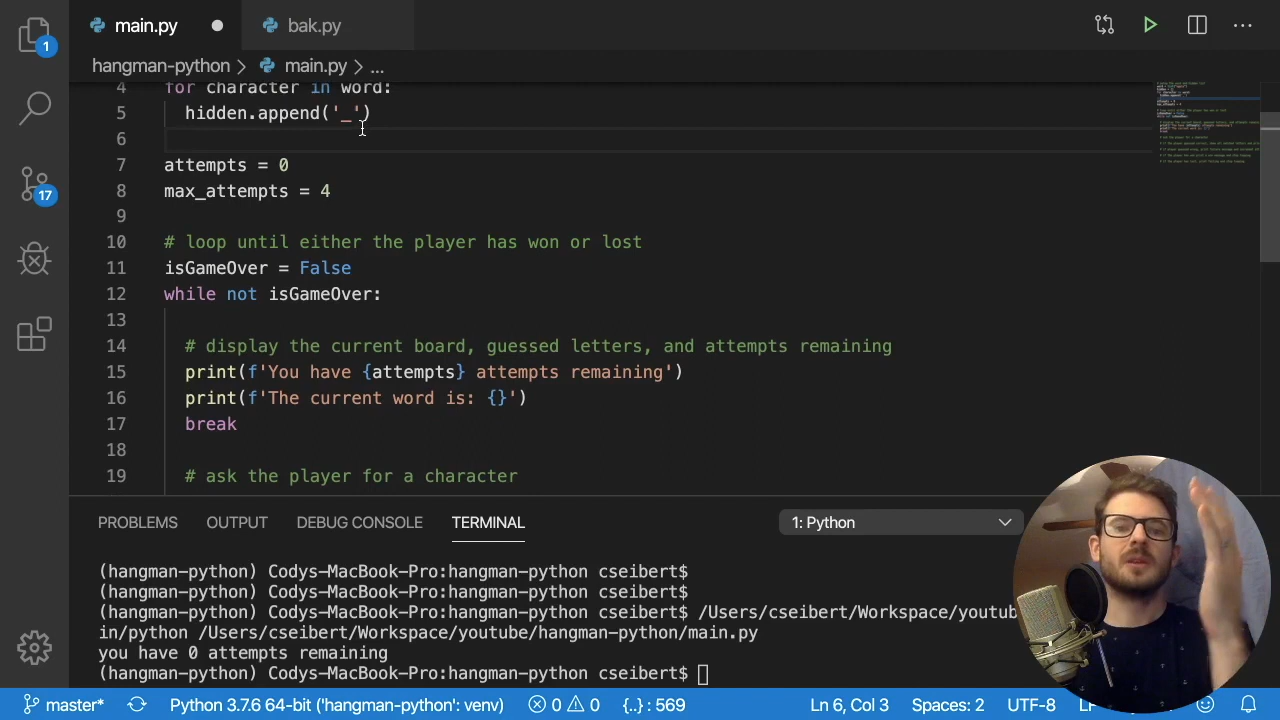 main.py
bak.py
1
hangman-python > main.py > ...
4 for character in word:
5 hidden.append('_')
6
7 attempts = 0
8 max_attempts = 4
9
10 # loop until either the player has won or lost
11 isGameOver = False
12 while not isGameOver:
13
14 # display the current board, guessed letters, and attempts remaining
15 print(f'You have {attempts} attempts remaining')
16 print(f'The current word is: {}')
17 break
18
19 # ask the player for a character
17
PROBLEMS OUTPUT DEBUG CONSOLE TERMINAL 1: Python
(hangman-python) Codys-MacBook-Pro:hangman-python cseibert$
(hangman-python) Codys-MacBook-Pro:hangman-python cseibert$
(hangman-python) Codys-MacBook-Pro:hangman-python cseibert$ /Users/cseibert/Workspace/youtub
in/python /Users/cseibert/Workspace/youtube/hangman-python/main.py
you have 0 attempts remaining
(hangman-python) Codys-MacBook-Pro:hangman-python cseibert$
master* Python 3.7.6 64-bit ('hangman-python': venv) 0 0 {..} : 569 Ln 6, Col 3 Spaces: 2 UTF-8